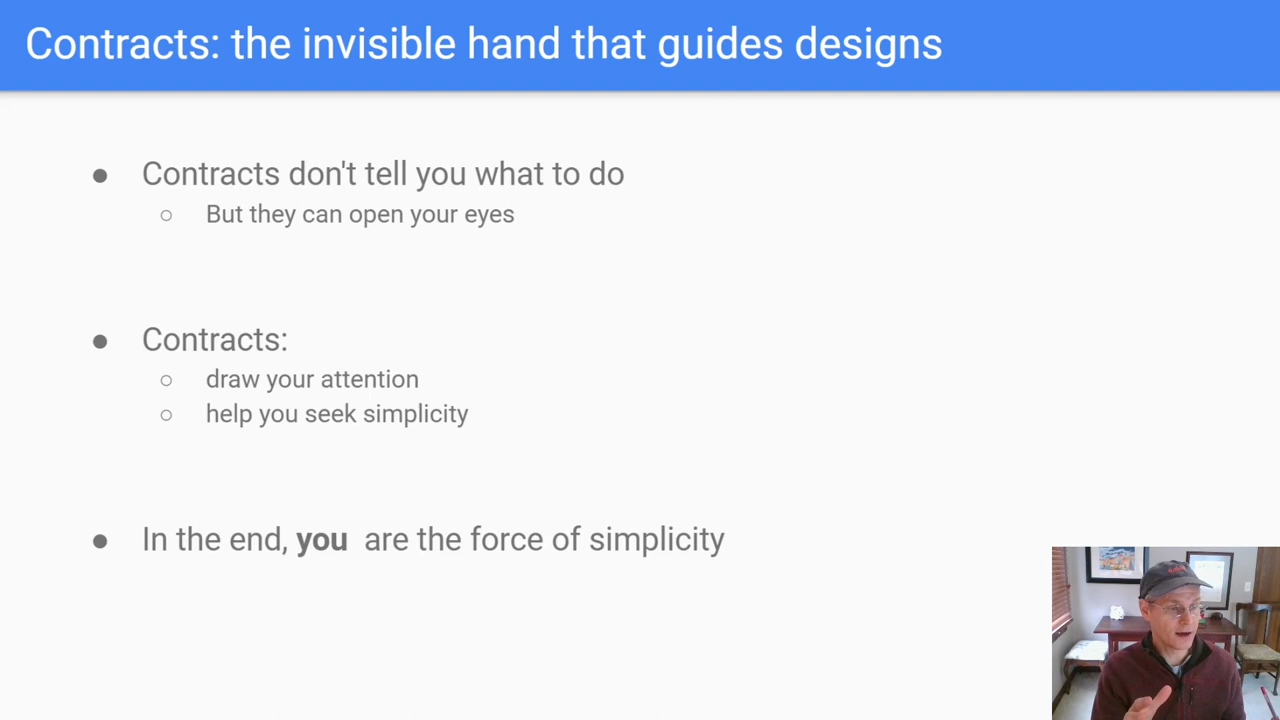 Contracts: the invisible hand that guides designs
● Contracts don't tell you what to do
○ But they can open your eyes
● Contracts:
○ draw your attention
○ help you seek simplicity
● In the end, you are the force of simplicity